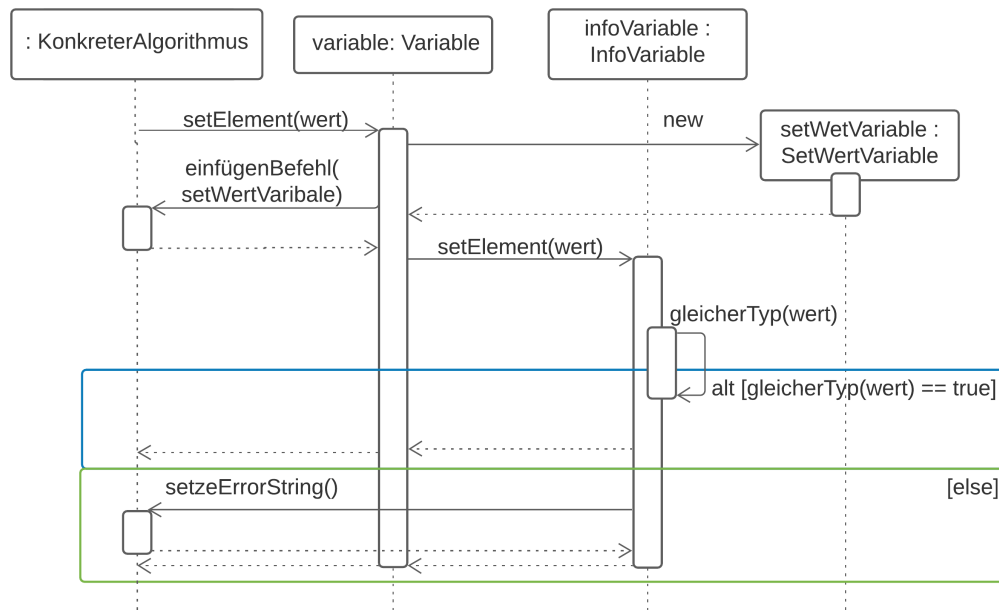 : KonkreterAlgorithmus
variable: Variable
infoVariable :
InfoVariable
setElement(wert)
new
setWetVariable :
SetWertVariable
einfügenBefehl(
setWertVaribale)
setElement(wert)
gleicherTyp(wert)
alt [gleicherTyp(wert) == true]
setzeErrorString()
[else]